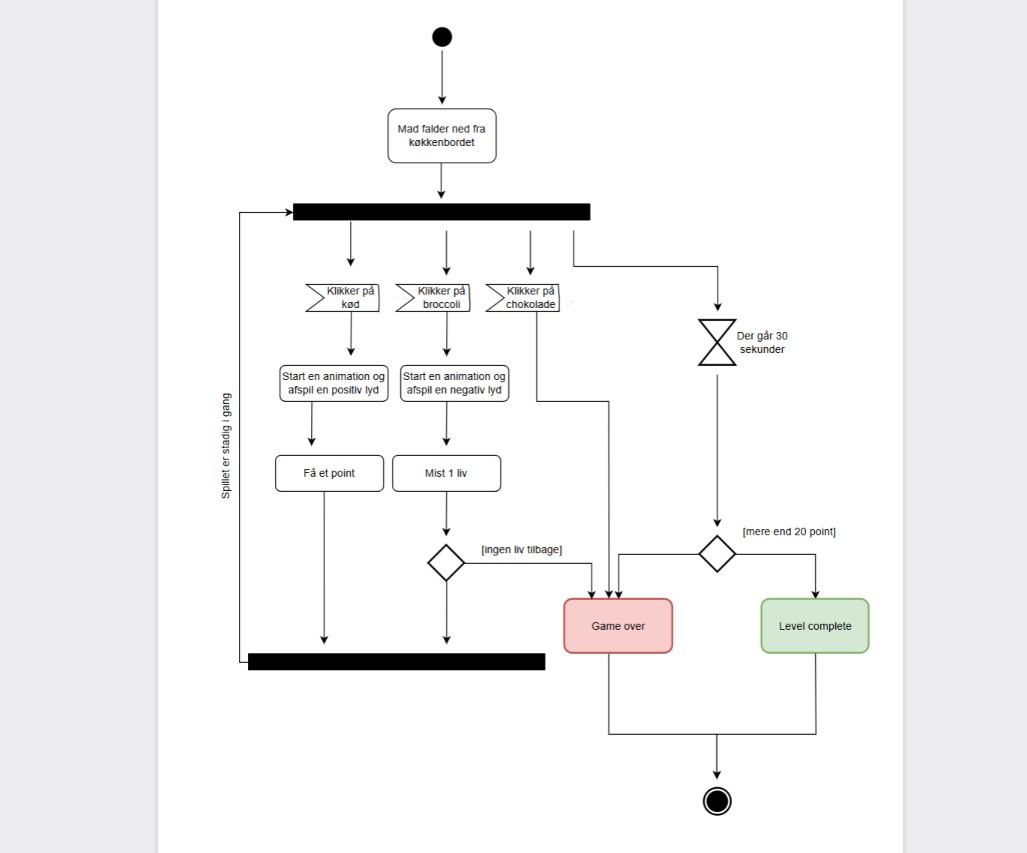 Mad falder ned fra
køkkenbordet
Klikker på
kød
Klikker på
broccoli
Klikker på
chokolade
Der går 30
sekunder
Start en animation og
afspil en positiv lyd
Start en animation og
afspil en negativ lyd
Spillet er stadig i gang
Få et point
Mist 1 liv
[mere end 20 point]
[ingen liv tilbage]
Game over
Level complete